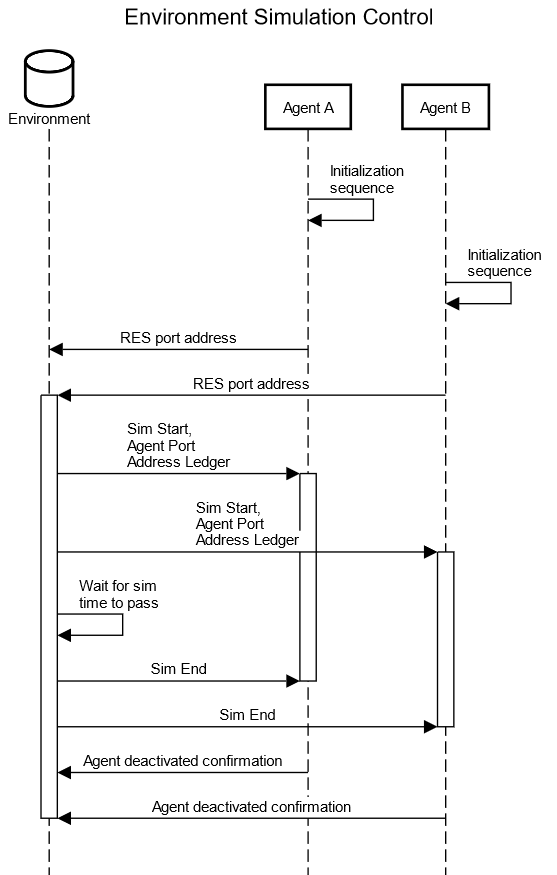 Environment Simulation Control
Environment
Agent A
Agent B
Initialization
sequence
Initialization
sequence
RES port address
RES port address
Sim Start,
Agent Port
Address Ledger
Sim Start,
Agent Port
Address Ledger
Wait for sim
time to pass
Sim End
Sim End
Agent deactivated confirmation
Agent deactivated confirmation